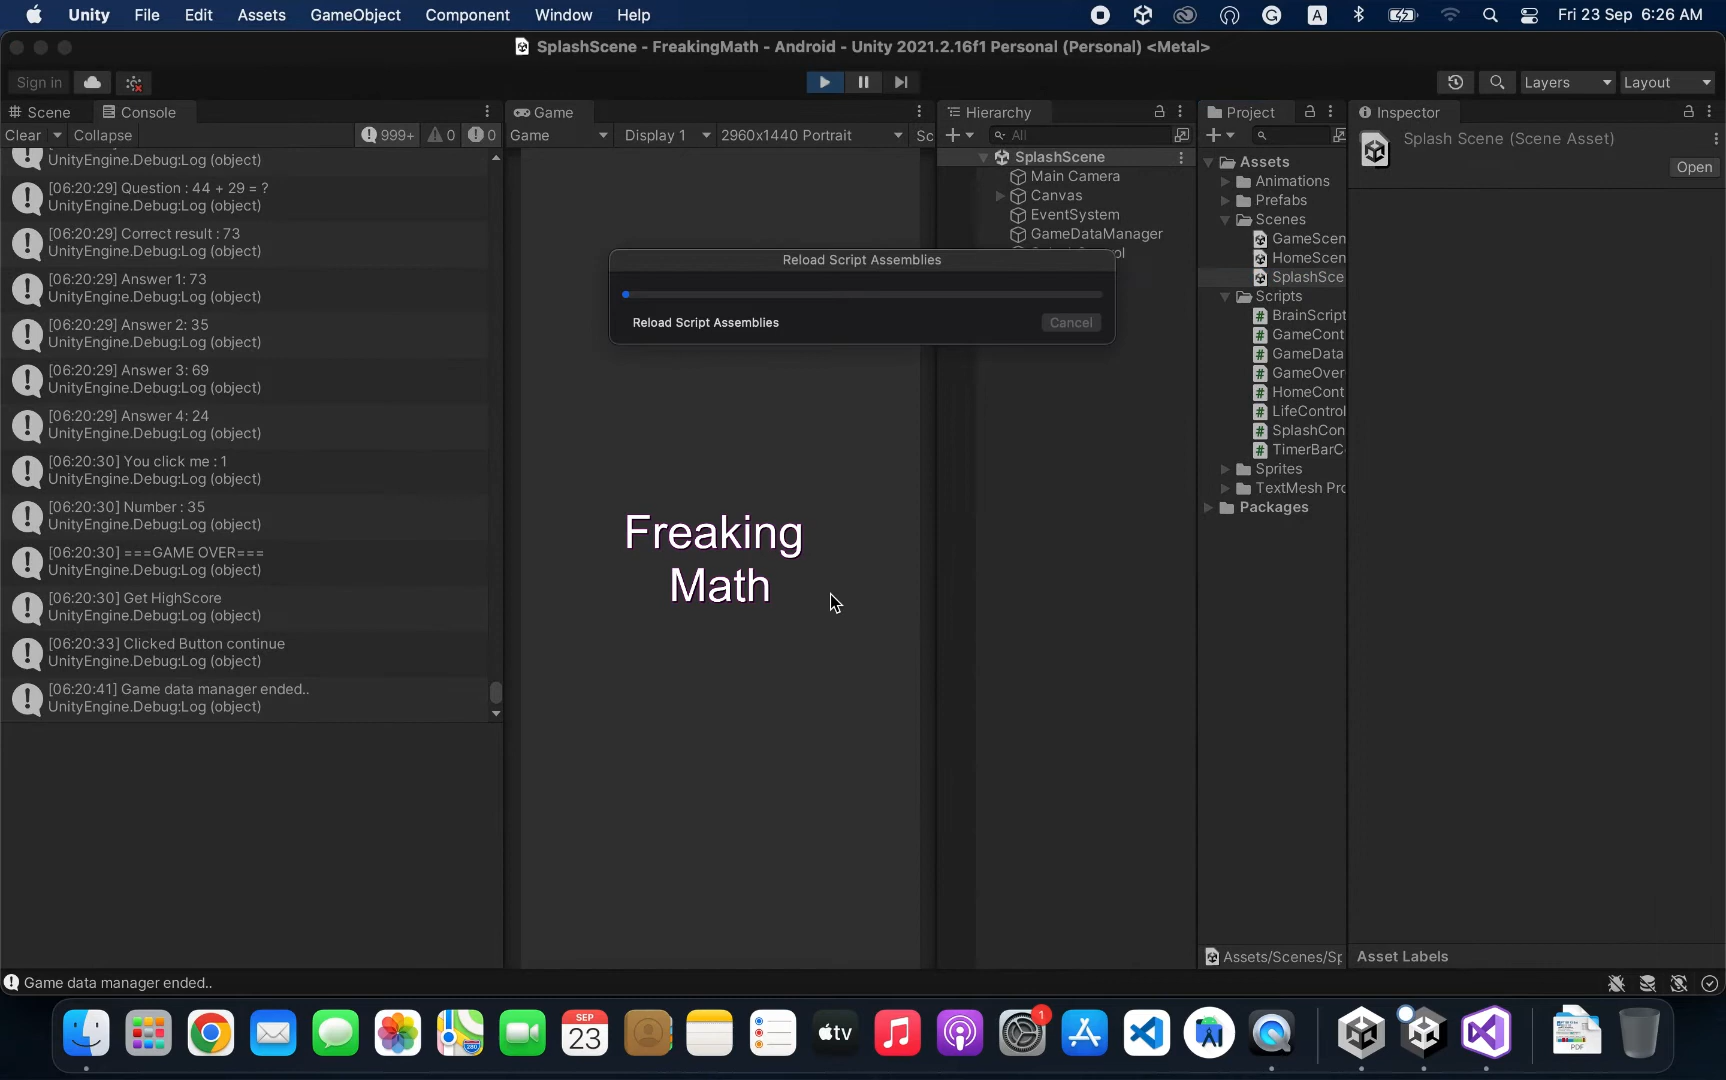 Unity File Edit Assets GameObject Component Window Help
A
Fri 23 Sep 6:26 AM
SplashScene - FreakingMath - Android - Unity 2021.2.16f1 Personal (Personal) <Metal>
Sign in
Layers
Layout
Scene
Console
Clear
Collapse
999+
0
0
UnityEngine.Debug:Log (object)
[06:20:29] Question : 44 + 29 = ?
UnityEngine.Debug:Log (object)
[06:20:29] Correct result : 73
UnityEngine.Debug:Log (object)
[06:20:29] Answer 1: 73
UnityEngine.Debug:Log (object)
[06:20:29] Answer 2: 35
UnityEngine.Debug:Log (object)
[06:20:29] Answer 3: 69
UnityEngine.Debug:Log (object)
[06:20:29] Answer 4: 24
UnityEngine.Debug:Log (object)
[06:20:30] You click me : 1
UnityEngine.Debug:Log (object)
[06:20:30] Number : 35
UnityEngine.Debug:Log (object)
[06:20:30] ===GAME OVER===
UnityEngine.Debug:Log (object)
[06:20:30] Get HighScore
UnityEngine.Debug:Log (object)
[06:20:33] Clicked Button continue
UnityEngine.Debug:Log (object)
[06:20:41] Game data manager ended..
UnityEngine.Debug:Log (object)
Game
Game
Display 1
2960x1440 Portrait
Sc
Reload Script Assemblies
Reload Script Assemblies
Cancel
Freaking
Math
Hierarchy
All
SplashScene
Main Camera
Canvas
EventSystem
GameDataManager
Project
Assets
Animations
Prefabs
Scenes
GameScen
HomeScen
SplashSce
Scripts
BrainScript
GameCont
GameData
GameOver
HomeCont
LifeControl
SplashCon
TimerBarC
Sprites
TextMesh Pro
Packages
Assets/Scenes/Sp
Inspector
Splash Scene (Scene Asset)
Open
Asset Labels
Game data manager ended..
SEP
23
tv
1
PDF